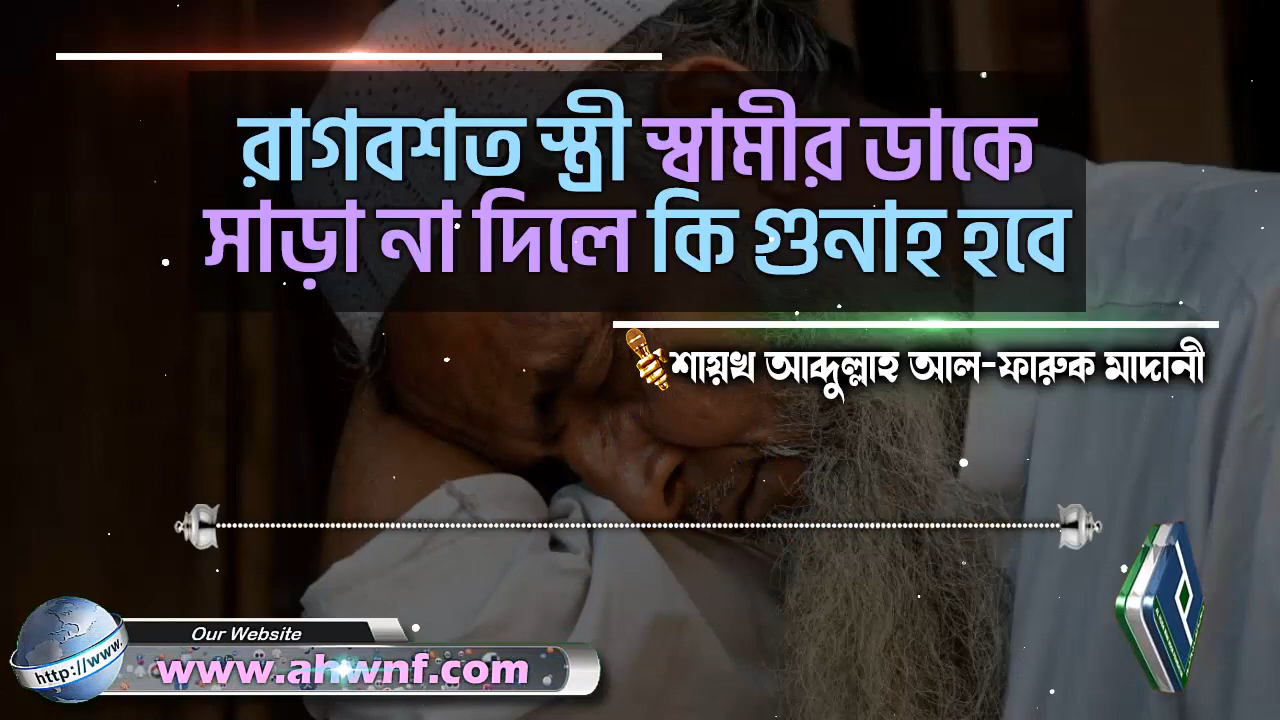 রাগবশত স্ত্রী স্বামীর ডাকে
সাড়া না দিলে কি গুনাহ হবে
শায়খ আব্দুল্লাহ আল-ফারুক মাদানী
Our Website
http://www.
www.ahwnf.com